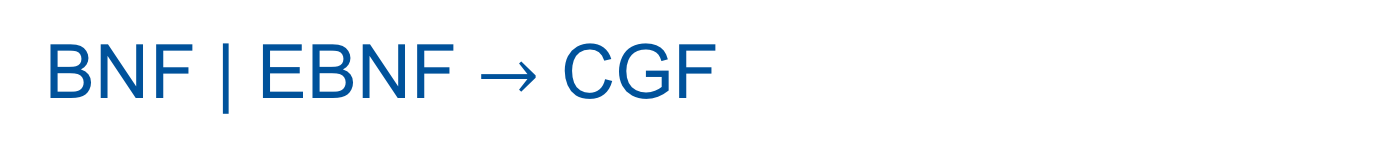 BNF | EBNF → CGF